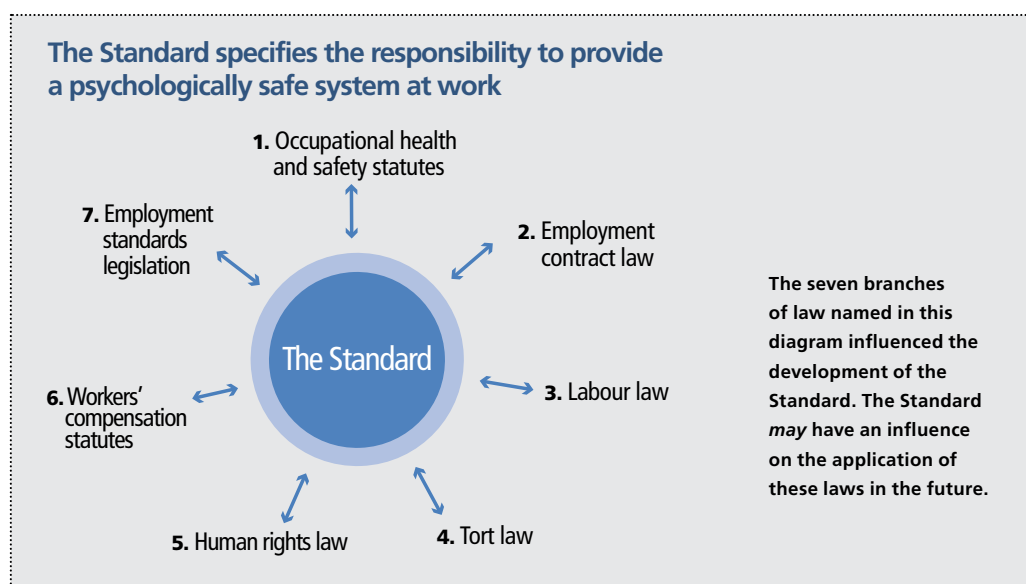 The Standard specifies the responsibility to provide
a psychologically safe system at work
1. Occupational health
and safety statutes
2. Employment
contract law
3. Labour law
4. Tort law
5. Human rights law
6. Workers’
compensation
statutes
7. Employment
standards
legislation
The Standard
The seven branches
of law named in this
diagram influenced the
development of the
Standard. The Standard
may have an influence
on the application of
these laws in the future.